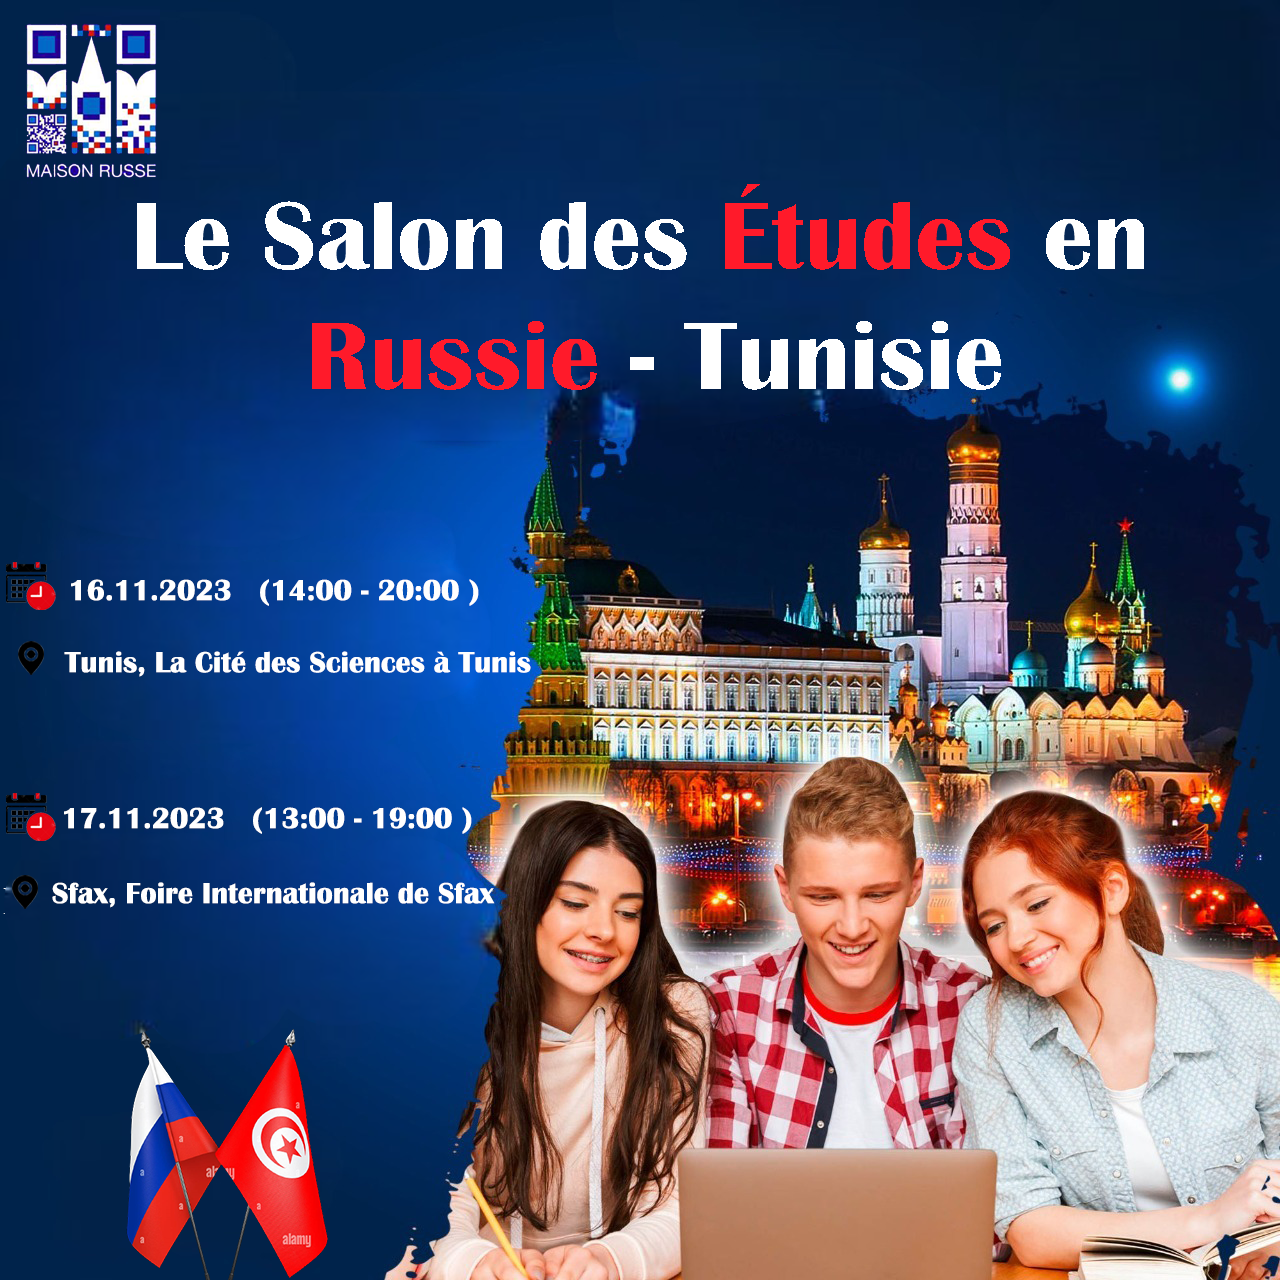 MAISON RUSSE
Le Salon des Études en
Russie - Tunisie
16.11.2023 (14:00 - 20:00 )
Tunis, La Cité des Sciences à Tunis
17.11.2023 (13:00 - 19:00 )
Sfax, Foire Internationale de Sfax
a
a
a
alamy
a
a
a
alamy